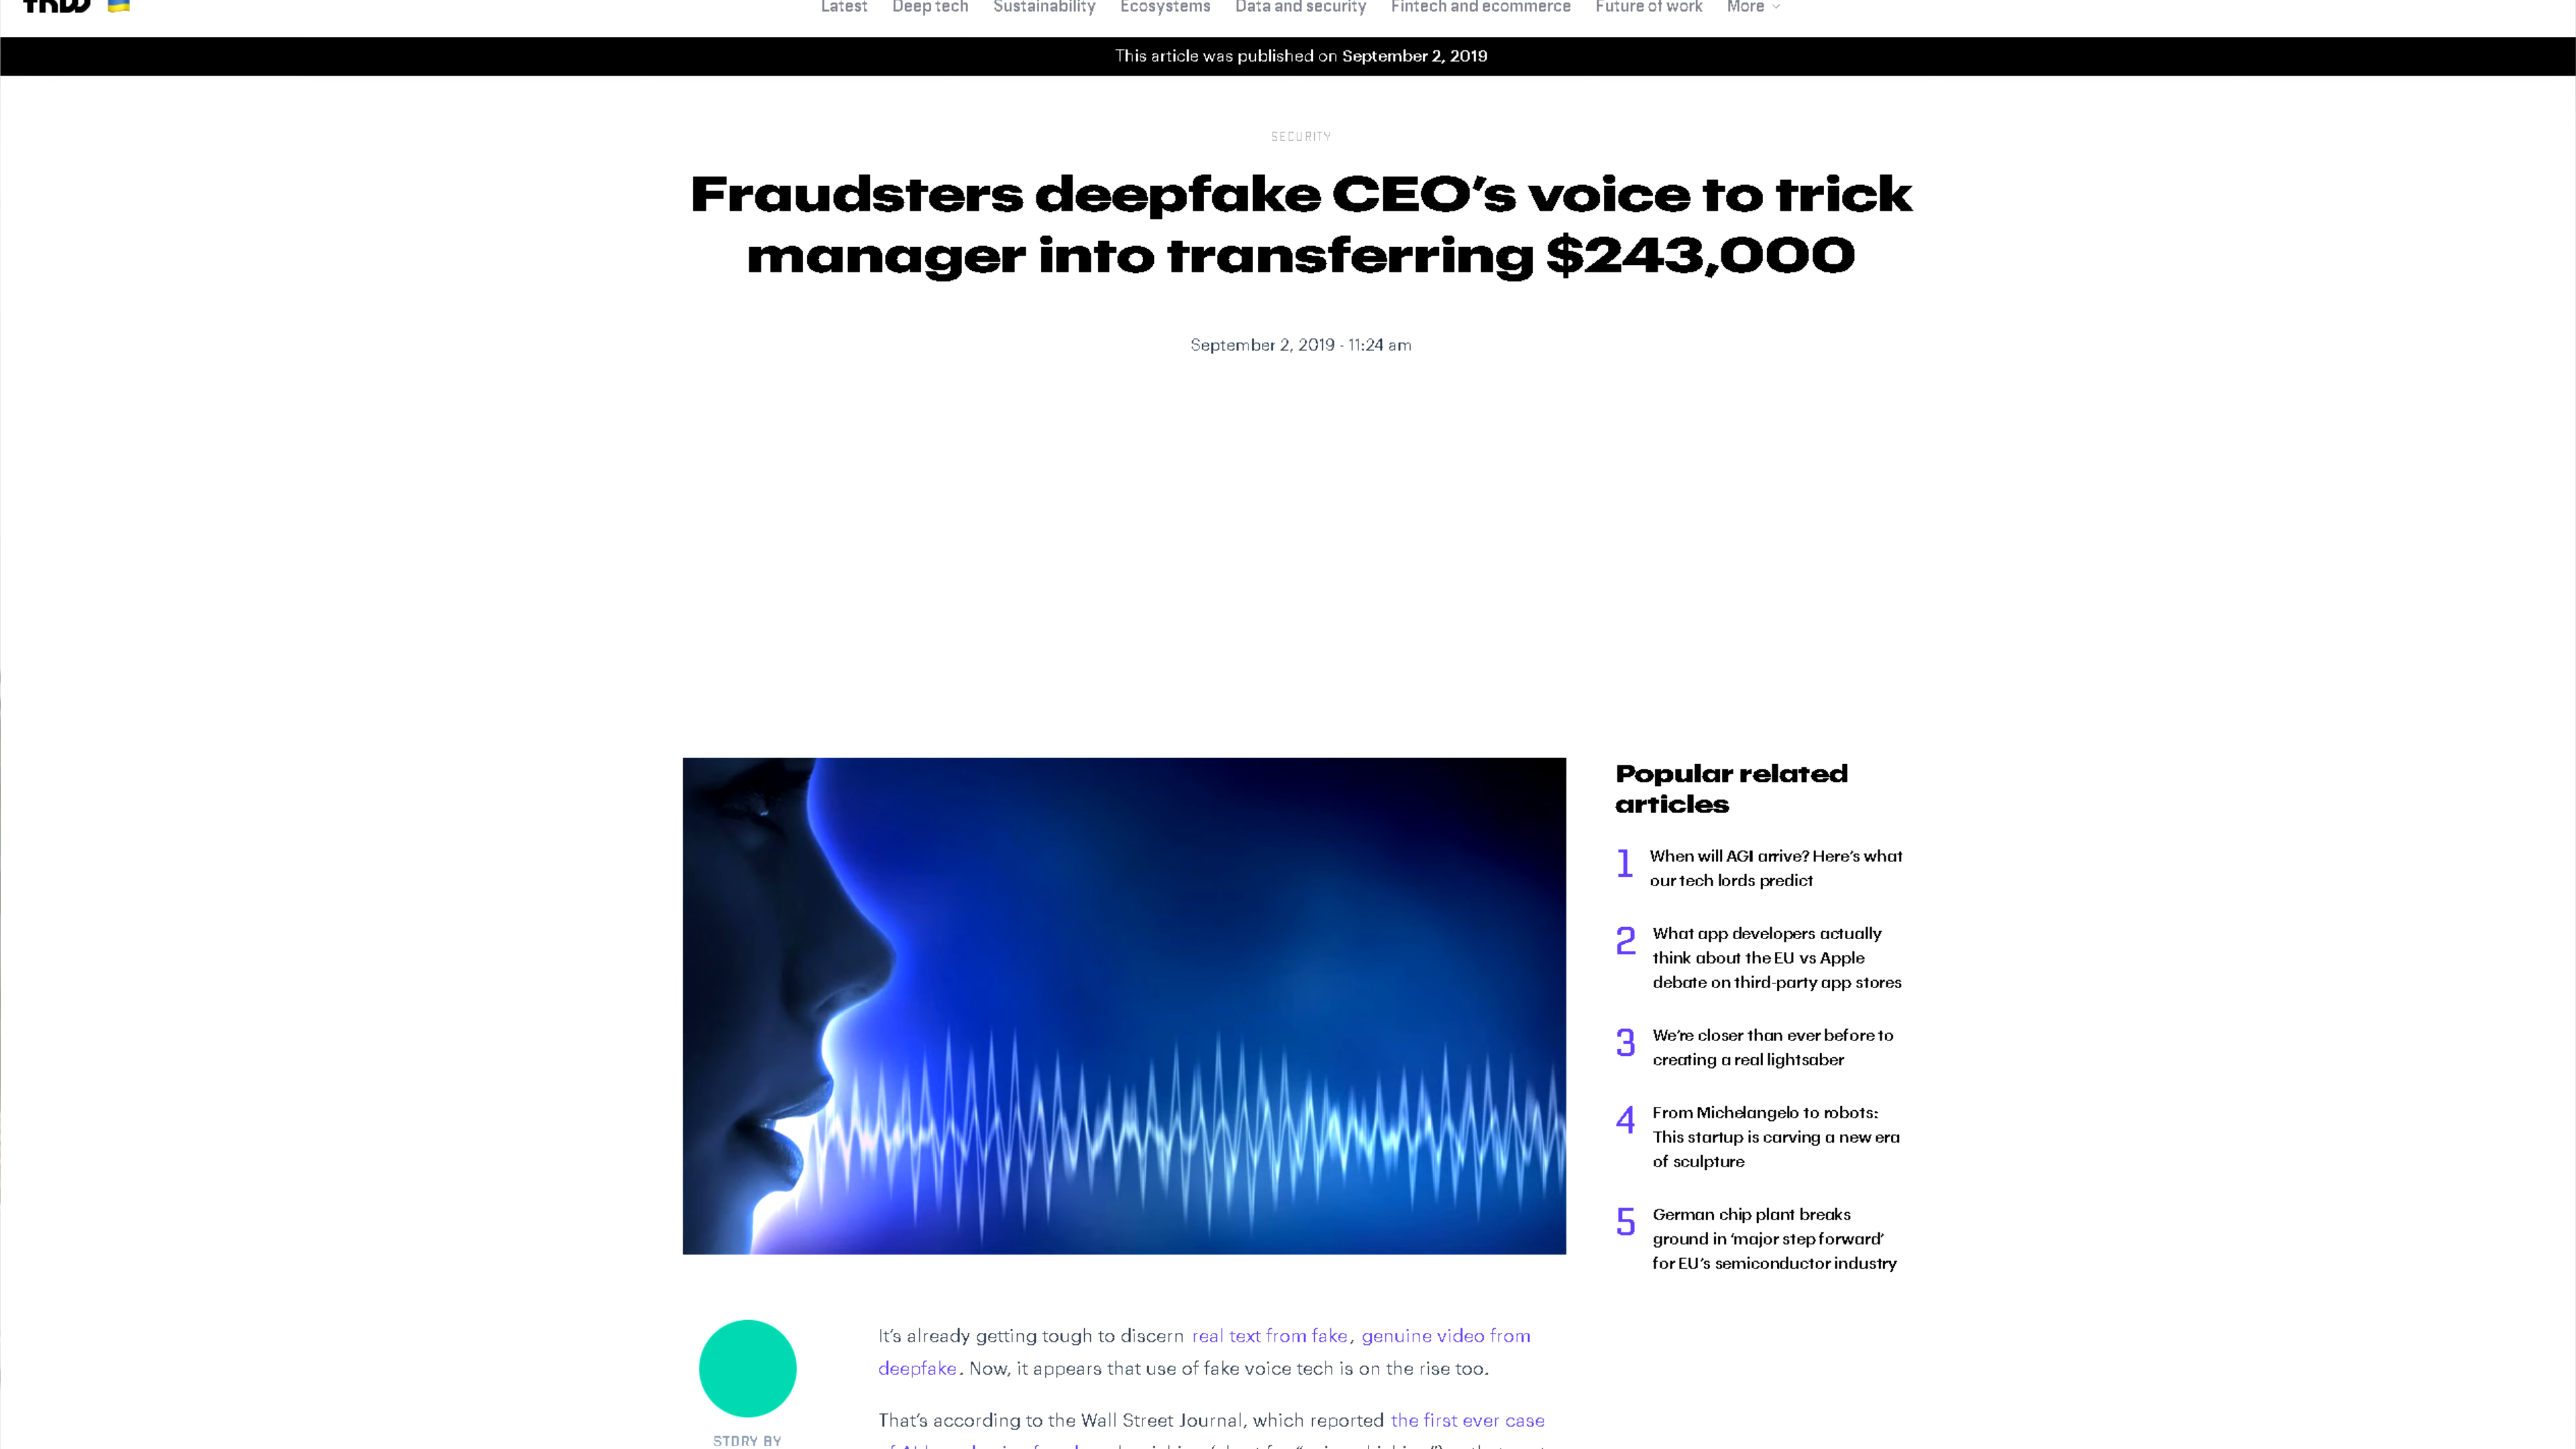 Latest Deep tech Sustainability Ecosystems Data and security Fintech and ecommerce Future of work More
This article was published on September 2, 2019
SECURITY
Fraudsters deepfake CEO's voice to trick
manager into transferring $243,000
September 2, 2019 - 11:24 am
Popular related
articles
1 When will AGI arrive? Here's what
our tech lords predict
2 What app developers actually
think about the EU vs Apple
debate on third-party app stores
3 We're closer than ever before to
creating a real lightsaber
4 From Michelangelo to robots:
This startup is carving a new era
of sculpture
5 German chip plant breaks
ground in 'major step forward'
for EU's semiconductor industry
It's already getting tough to discern real text from fake, genuine video from
deepfake. Now, it appears that use of fake voice tech is on the rise too.
That's according to the Wall Street Journal, which reported the first ever case
STORY BY